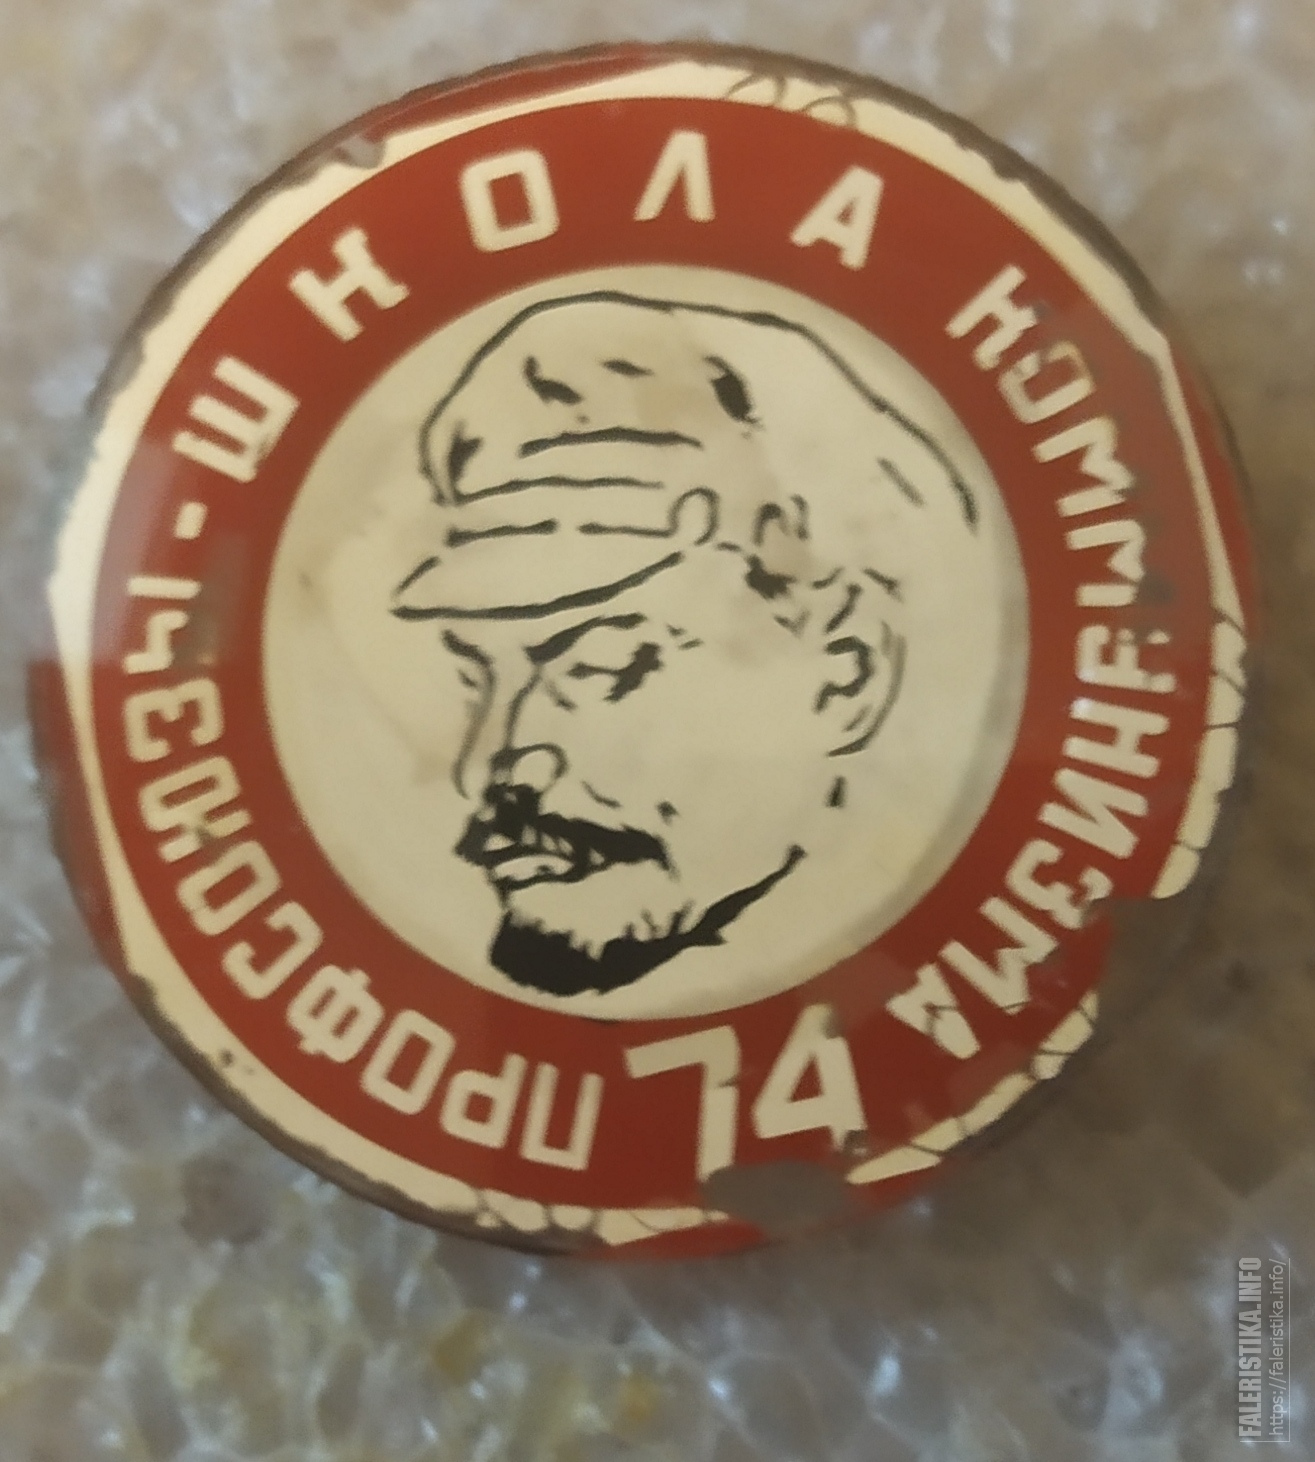 ПРОФСОЮЗЫ - ШКОЛА КОММУНИЗМА
74
FALERISTIKA.INFO
https://faleristika.info/